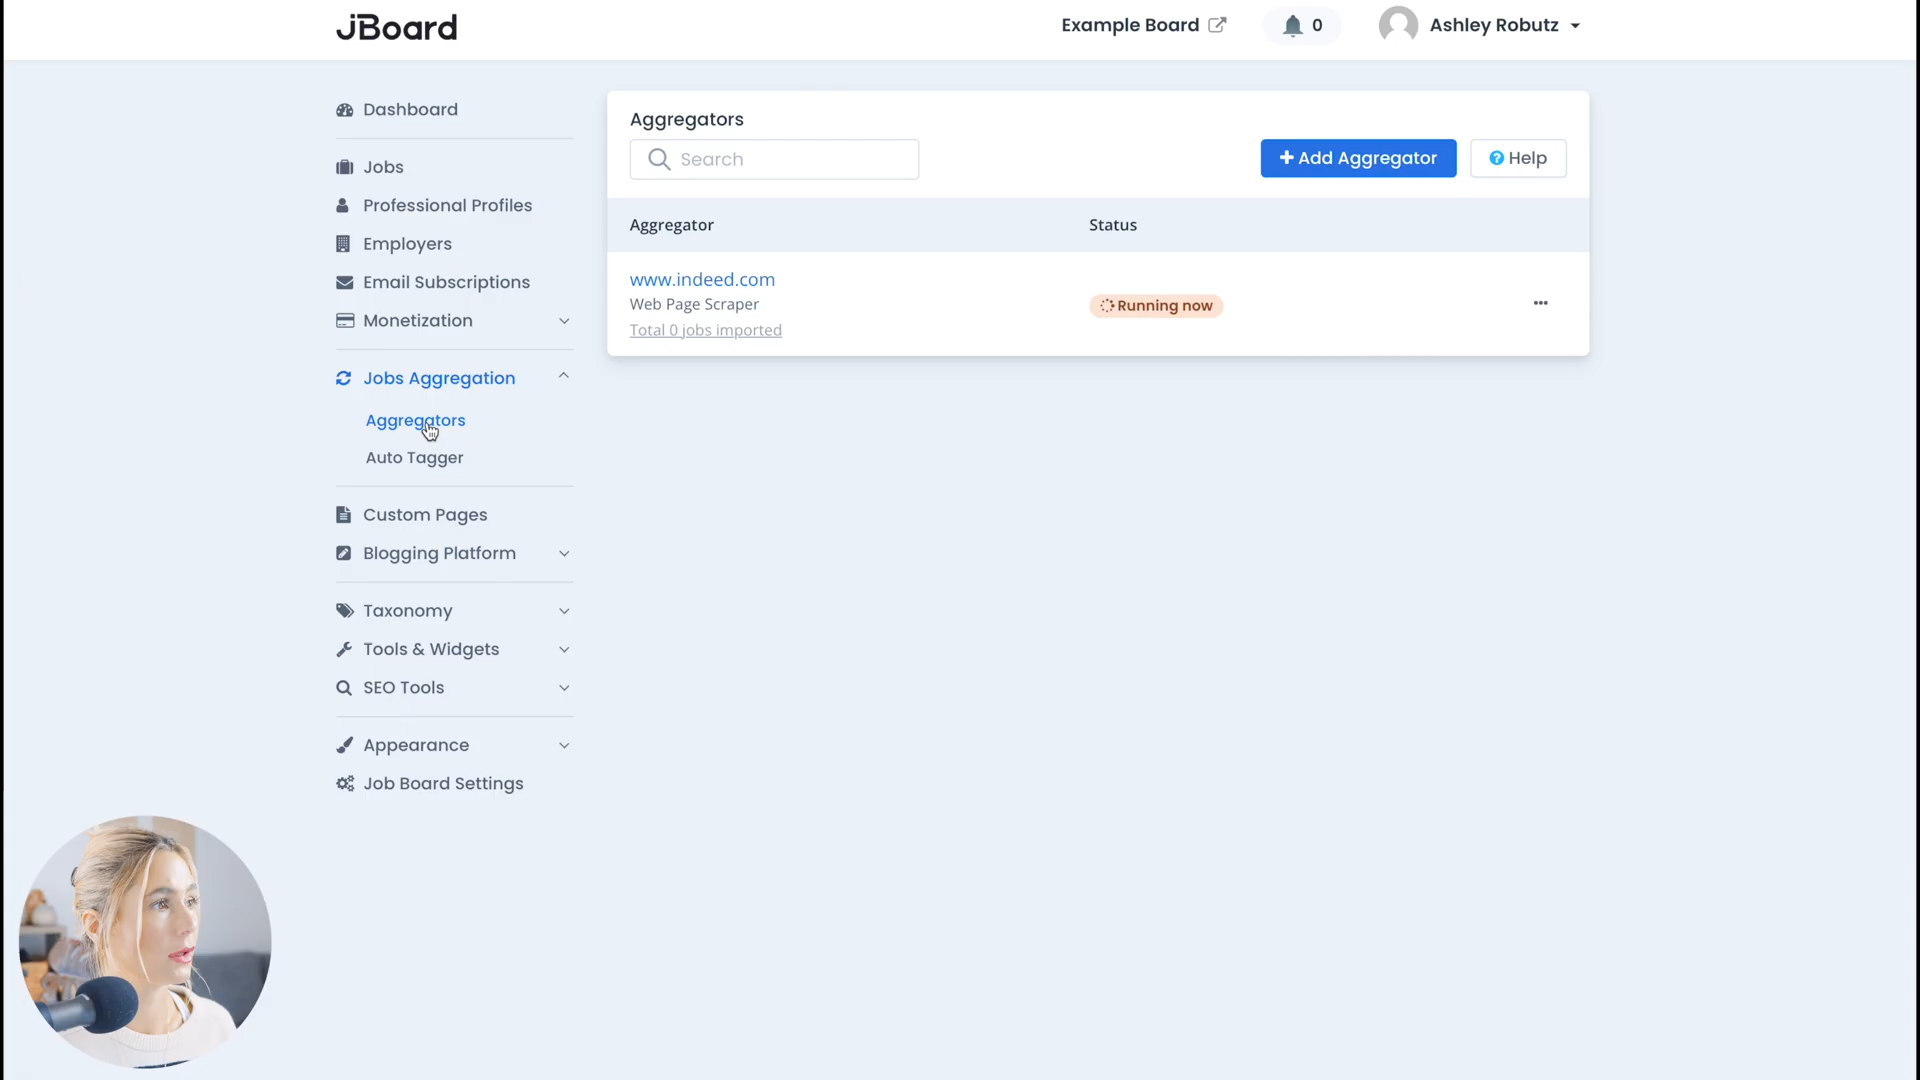 jBoard
Example Board
0
Ashley Robutz
Dashboard
Jobs
Professional Profiles
Employers
Email Subscriptions
Monetization
Jobs Aggregation
Aggregators
Auto Tagger
Custom Pages
Blogging Platform
Taxonomy
Tools & Widgets
SEO Tools
Appearance
Job Board Settings
Aggregators
Search
+ Add Aggregator
? Help
Aggregator Status
www.indeed.com
Web Page Scraper
Total 0 jobs imported
Running now